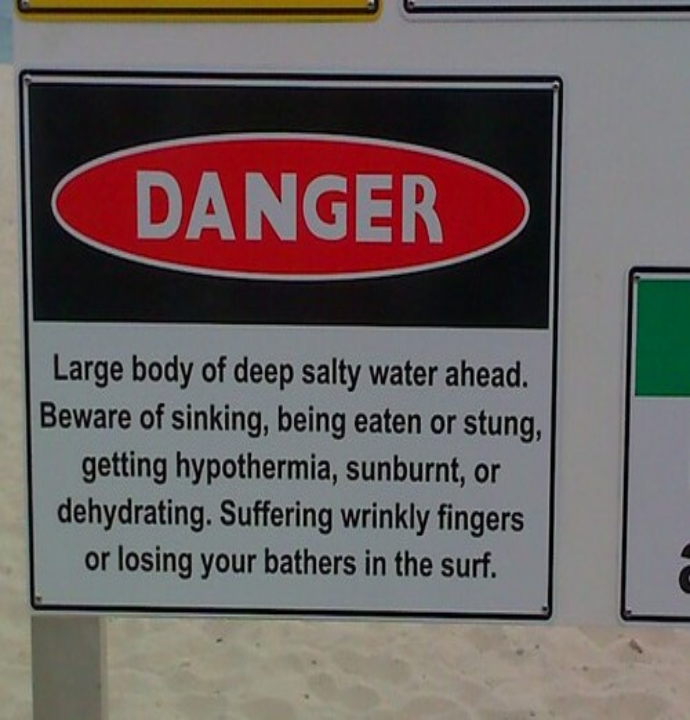 DANGER
Large body of deep salty water ahead.
Beware of sinking, being eaten or stung,
getting hypothermia, sunburnt, or
dehydrating. Suffering wrinkly fingers
or losing your bathers in the surf.